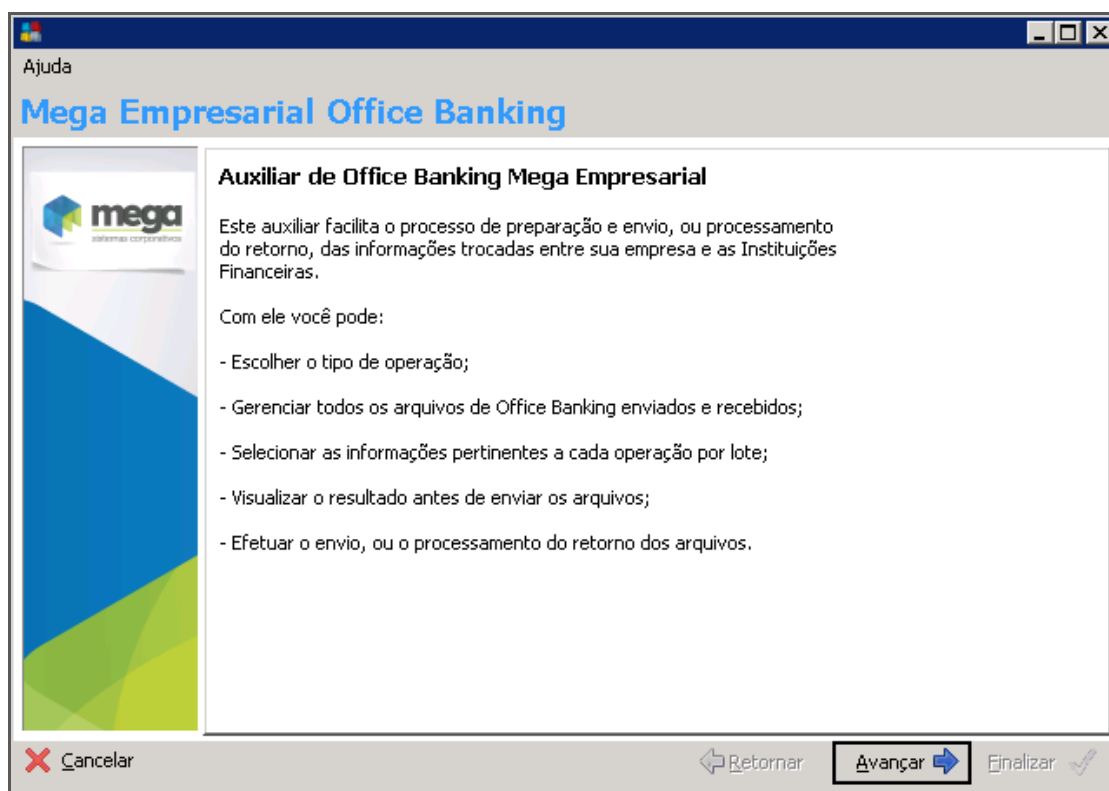 Ajuda
Mega Empresarial Office Banking
mega
sistemas corporativos
Auxiliar de Office Banking Mega Empresarial
Este auxiliar facilita o processo de preparação e envio, ou processamento
do retorno, das informações trocadas entre sua empresa e as Instituições
Financeiras.
Com ele você pode:
- Escolher o tipo de operação;
- Gerenciar todos os arquivos de Office Banking enviados e recebidos;
- Selecionar as informações pertinentes a cada operação por lote;
- Visualizar o resultado antes de enviar os arquivos;
- Efetuar o envio, ou o processamento do retorno dos arquivos.
Cancelar Retornar Avançar Finalizar